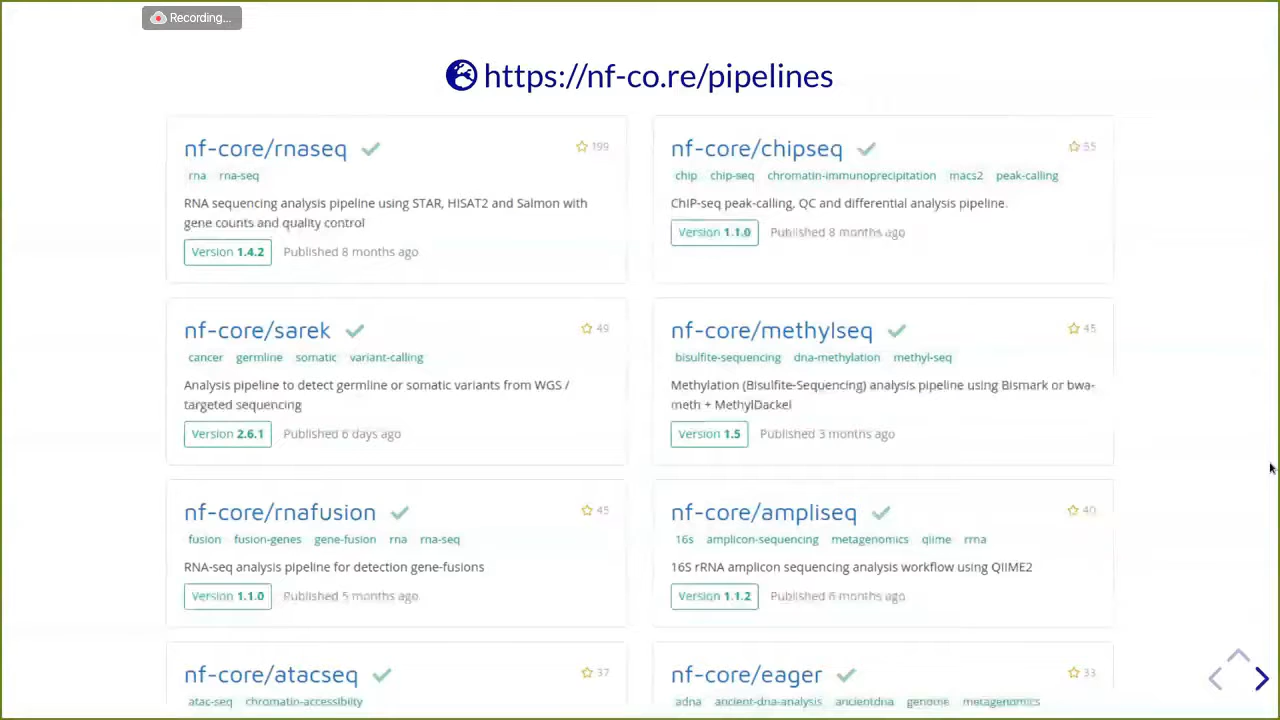 Recording...
https://nf-co.re/pipelines
nf-core/rnaseq
199
rna rna-seq
RNA sequencing analysis pipeline using STAR, HISAT2 and Salmon with
gene counts and quality control
Version 1.4.2 Published 8 months ago
nf-core/chipseq
55
chip chip-seq chromatin-immunoprecipitation macs2 peak-calling
ChIP-seq peak-calling, QC and differential analysis pipeline.
Version 1.1.0 Published 8 months ago
nf-core/sarek
49
cancer germline somatic variant-calling
Analysis pipeline to detect germline or somatic variants from WGS /
targeted sequencing
Version 2.6.1 Published 6 days ago
nf-core/methylseq
45
bisulfite-sequencing dna-methylation methyl-seq
Methylation (Bisulfite-Sequencing) analysis pipeline using Bismark or bwa-
meth + MethylDackel
Version 1.5 Published 3 months ago
nf-core/rnafusion
45
fusion fusion-genes gene-fusion rna rna-seq
RNA-seq analysis pipeline for detection gene-fusions
Version 1.1.0 Published 5 months ago
nf-core/ampliseq
40
16s amplicon-sequencing metagenomics qiime rrna
16S rRNA amplicon sequencing analysis workflow using QIIME2
Version 1.1.2 Published 6 months ago
nf-core/atacseq
37
atac-seq chromatin-accessibilty
nf-core/eager
33
adna ancient-dna-analysis ancientdna genome metagenomics